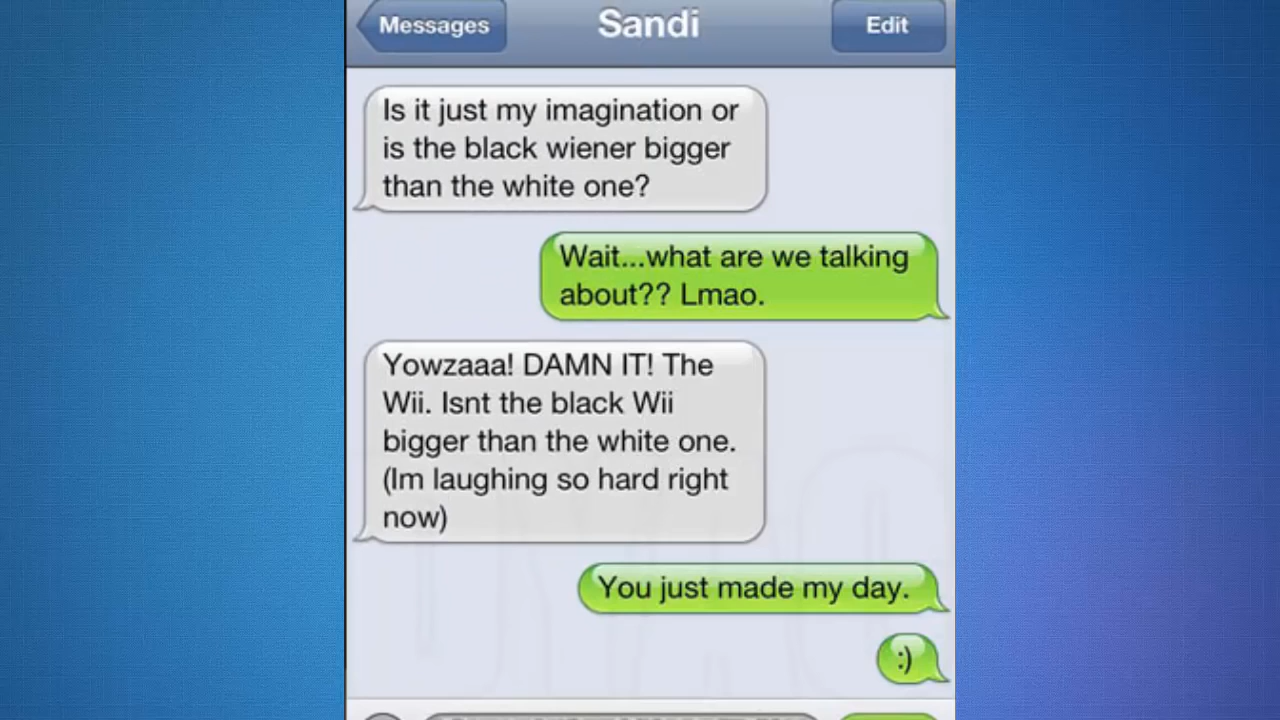 Messages Sandi Edit
Is it just my imagination or
is the black wiener bigger
than the white one?
Wait...what are we talking
about?? Lmao.
Yowzaaa! DAMN IT! The
Wii. Isnt the black Wii
bigger than the white one.
(Im laughing so hard right
now)
You just made my day.
:)